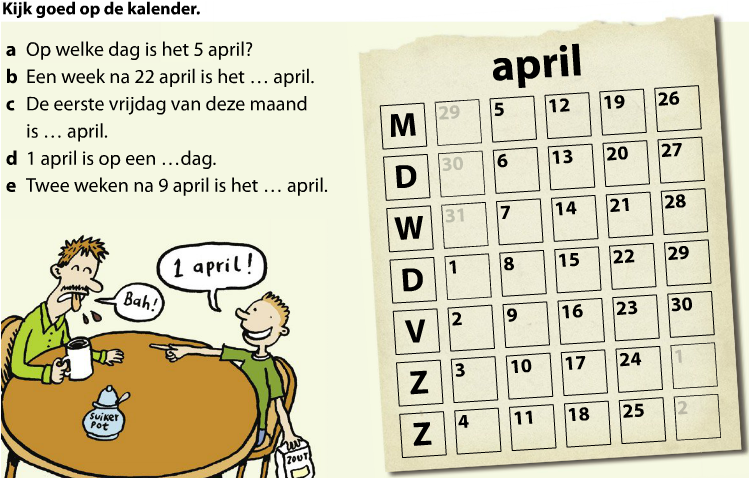 Kijk goed op de kalender.
a Op welke dag is het 5 april?
b Een week na 22 april is het … april.
c De eerste vrijdag van deze maand
is … april.
d 1 april is op een …dag.
e Twee weken na 9 april is het … april.
1 april!
Bah!
suiker
pot
ZOUT
april
M 29 5 12 19 26
D 30 6 13 20 27
W 31 7 14 21 28
D 1 8 15 22 29
V 2 9 16 23 30
Z 3 10 17 24 1
Z 4 11 18 25 2